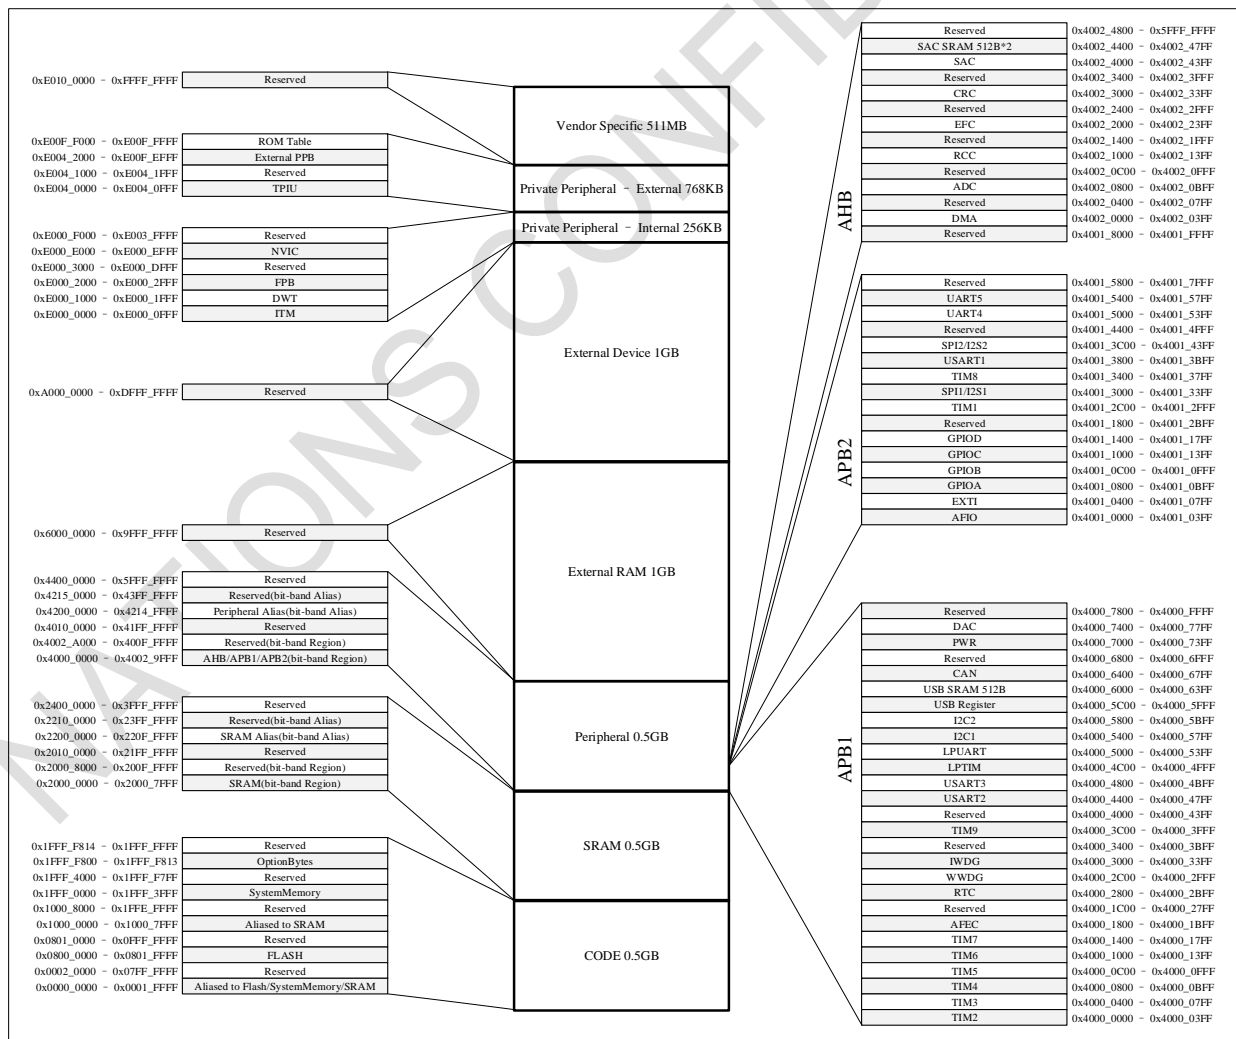 0xE010_0000 - 0xFFFF_FFFF Reserved
0xE00F_F000 - 0xE00F_FFFF ROM Table
0xE004_2000 - 0xE00F_EFFF External PPB
0xE004_1000 - 0xE004_1FFF Reserved
0xE004_0000 - 0xE004_0FFF TPIU
0xE000_F000 - 0xE003_FFFF Reserved
0xE000_E000 - 0xE000_EFFF NVIC
0xE000_3000 - 0xE000_DFFF Reserved
0xE000_2000 - 0xE000_2FFF FPB
0xE000_1000 - 0xE000_1FFF DWT
0xE000_0000 - 0xE000_0FFF ITM
0xA000_0000 - 0xDFFF_FFFF Reserved
0x6000_0000 - 0x9FFF_FFFF Reserved
0x4400_0000 - 0x5FFF_FFFF Reserved
0x4215_0000 - 0x43FF_FFFF Reserved(bit-band Alias)
0x4200_0000 - 0x4214_FFFF Peripheral Alias(bit-band Alias)
0x4010_0000 - 0x41FF_FFFF Reserved
0x4002_A000 - 0x400F_FFFF Reserved(bit-band Region)
0x4000_0000 - 0x4002_9FFF AHB/APB1/APB2(bit-band Region)
0x2400_0000 - 0x3FFF_FFFF Reserved
0x2210_0000 - 0x23FF_FFFF Reserved(bit-band Alias)
0x2200_0000 - 0x220F_FFFF SRAM Alias(bit-band Alias)
0x2010_0000 - 0x21FF_FFFF Reserved
0x2000_8000 - 0x200F_FFFF Reserved(bit-band Region)
0x2000_0000 - 0x2000_7FFF SRAM(bit-band Region)
0x1FFF_F814 - 0x1FFF_FFFF Reserved
0x1FFF_F800 - 0x1FFF_F813 OptionBytes
0x1FFF_4000 - 0x1FFF_F7FF Reserved
0x1FFF_0000 - 0x1FFF_3FFF SystemMemory
0x1000_8000 - 0x1FFE_FFFF Reserved
0x1000_0000 - 0x1000_7FFF Aliased to SRAM
0x0801_0000 - 0x0FFF_FFFF Reserved
0x0800_0000 - 0x0801_FFFF FLASH
0x0002_0000 - 0x07FF_FFFF Reserved
0x0000_0000 - 0x0001_FFFF Aliased to Flash/SystemMemory/SRAM
Vendor Specific 511MB
Private Peripheral - External 768KB
Private Peripheral - Internal 256KB
External Device 1GB
External RAM 1GB
Peripheral 0.5GB
SRAM 0.5GB
CODE 0.5GB
AHB
Reserved 0x4002_4800 - 0x5FFF_FFFF
SAC SRAM 512B*2 0x4002_4400 - 0x4002_47FF
SAC 0x4002_4000 - 0x4002_43FF
Reserved 0x4002_3400 - 0x4002_3FFF
CRC 0x4002_3000 - 0x4002_33FF
Reserved 0x4002_2400 - 0x4002_2FFF
EFC 0x4002_2000 - 0x4002_23FF
Reserved 0x4002_1400 - 0x4002_1FFF
RCC 0x4002_1000 - 0x4002_13FF
Reserved 0x4002_0C00 - 0x4002_0FFF
ADC 0x4002_0800 - 0x4002_0BFF
Reserved 0x4002_0400 - 0x4002_07FF
DMA 0x4002_0000 - 0x4002_03FF
Reserved 0x4001_8000 - 0x4001_FFFF
APB2
Reserved 0x4001_5800 - 0x4001_7FFF
UART5 0x4001_5400 - 0x4001_57FF
UART4 0x4001_5000 - 0x4001_53FF
Reserved 0x4001_4400 - 0x4001_4FFF
SPI2/I2S2 0x4001_3C00 - 0x4001_43FF
USART1 0x4001_3800 - 0x4001_3BFF
TIM8 0x4001_3400 - 0x4001_37FF
SPI1/I2S1 0x4001_3000 - 0x4001_33FF
TIM1 0x4001_2C00 - 0x4001_2FFF
Reserved 0x4001_1800 - 0x4001_2BFF
GPIOD 0x4001_1400 - 0x4001_17FF
GPIOC 0x4001_1000 - 0x4001_13FF
GPIOB 0x4001_0C00 - 0x4001_0FFF
GPIOA 0x4001_0800 - 0x4001_0BFF
EXTI 0x4001_0400 - 0x4001_07FF
AFIO 0x4001_0000 - 0x4001_03FF
APB1
Reserved 0x4000_7800 - 0x4000_FFFF
DAC 0x4000_7400 - 0x4000_77FF
PWR 0x4000_7000 - 0x4000_73FF
Reserved 0x4000_6800 - 0x4000_6FFF
CAN 0x4000_6400 - 0x4000_67FF
USB SRAM 512B 0x4000_6000 - 0x4000_63FF
USB Register 0x4000_5C00 - 0x4000_5FFF
I2C2 0x4000_5800 - 0x4000_5BFF
I2C1 0x4000_5400 - 0x4000_57FF
LPUART 0x4000_5000 - 0x4000_53FF
LPTIM 0x4000_4C00 - 0x4000_4FFF
USART3 0x4000_4800 - 0x4000_4BFF
USART2 0x4000_4400 - 0x4000_47FF
Reserved 0x4000_4000 - 0x4000_43FF
TIM9 0x4000_3C00 - 0x4000_3FFF
Reserved 0x4000_3400 - 0x4000_3BFF
IWDG 0x4000_3000 - 0x4000_33FF
WWDG 0x4000_2C00 - 0x4000_2FFF
RTC 0x4000_2800 - 0x4000_2BFF
Reserved 0x4000_1C00 - 0x4000_27FF
AFEC 0x4000_1800 - 0x4000_1BFF
TIM7 0x4000_1400 - 0x4000_17FF
TIM6 0x4000_1000 - 0x4000_13FF
TIM5 0x4000_0C00 - 0x4000_0FFF
TIM4 0x4000_0800 - 0x4000_0BFF
TIM3 0x4000_0400 - 0x4000_07FF
TIM2 0x4000_0000 - 0x4000_03FF
NATIONS CONFI